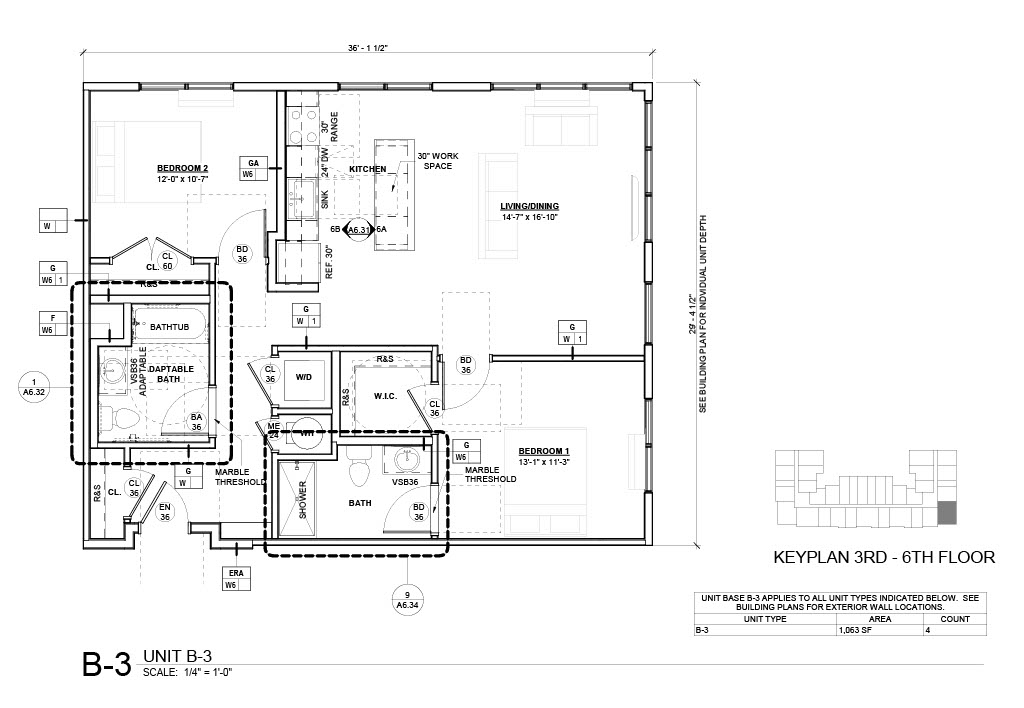 36' - 1 1/2"
BEDROOM 2
12'-0" x 10'-7"
GA
W6
30"
RANGE
24" DW
SINK
KITCHEN
30" WORK
SPACE
LIVING/DINING
14'-7" x 16'-10"
W
6B
A6.31
6A
BD
36
REF. 30"
CL
60
CL.
R&S
G
W6 1
F
W6
BATHTUB
VSB36
ADAPTABLE
DAPTABLE
BATH
BA
36
1
A6.32
G
W 1
G
W 1
29' - 4 1/2"
SEE BUILDING PLAN FOR INDIVIDUAL UNIT DEPTH
CL
36
W/D
R&S
R&S
W.I.C.
BD
36
CL
36
ME
24
WH
G
W6
BEDROOM 1
13'-1" x 11'-3"
MARBLE
THRESHOLD
G
W
MARBLE
THRESHOLD
R&S
CL.
CL
36
EN
36
SHOWER
BATH
VSB36
BD
36
ERA
W6
9
A6.34
KEYPLAN 3RD - 6TH FLOOR
UNIT BASE B-3 APPLIES TO ALL UNIT TYPES INDICATED BELOW. SEE
BUILDING PLANS FOR EXTERIOR WALL LOCATIONS.
UNIT TYPE AREA COUNT
B-3 1,063 SF 4
B-3 UNIT B-3
SCALE: 1/4" = 1'-0"